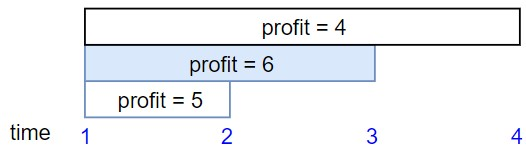 profit = 4
profit = 6
profit = 5
time 1 2 3 4